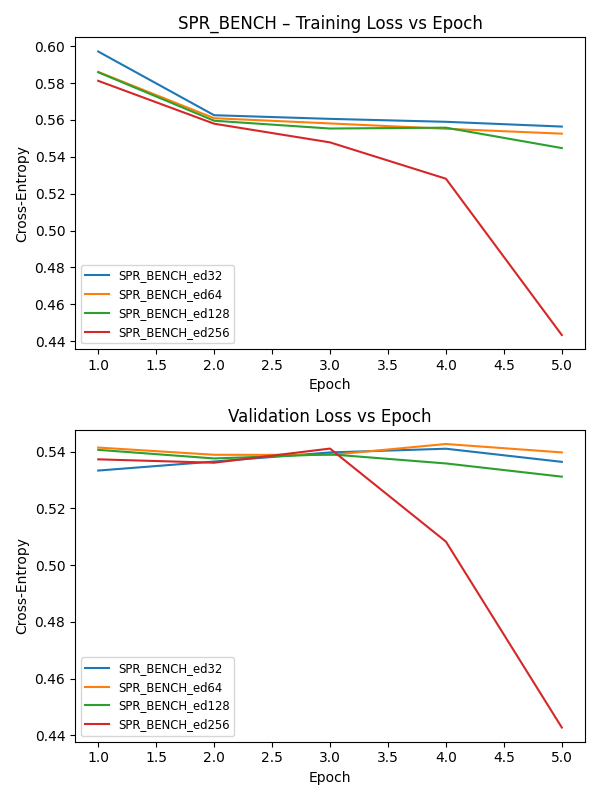 SPR_BENCH – Training Loss vs Epoch
Cross-Entropy
0.60
0.58
0.56
0.54
0.52
0.50
0.48
0.46
0.44
SPR_BENCH_ed32
SPR_BENCH_ed64
SPR_BENCH_ed128
SPR_BENCH_ed256
1.0 1.5 2.0 2.5 3.0 3.5 4.0 4.5 5.0
Epoch
Validation Loss vs Epoch
Cross-Entropy
0.54
0.52
0.50
0.48
0.46
0.44
SPR_BENCH_ed32
SPR_BENCH_ed64
SPR_BENCH_ed128
SPR_BENCH_ed256
1.0 1.5 2.0 2.5 3.0 3.5 4.0 4.5 5.0
Epoch